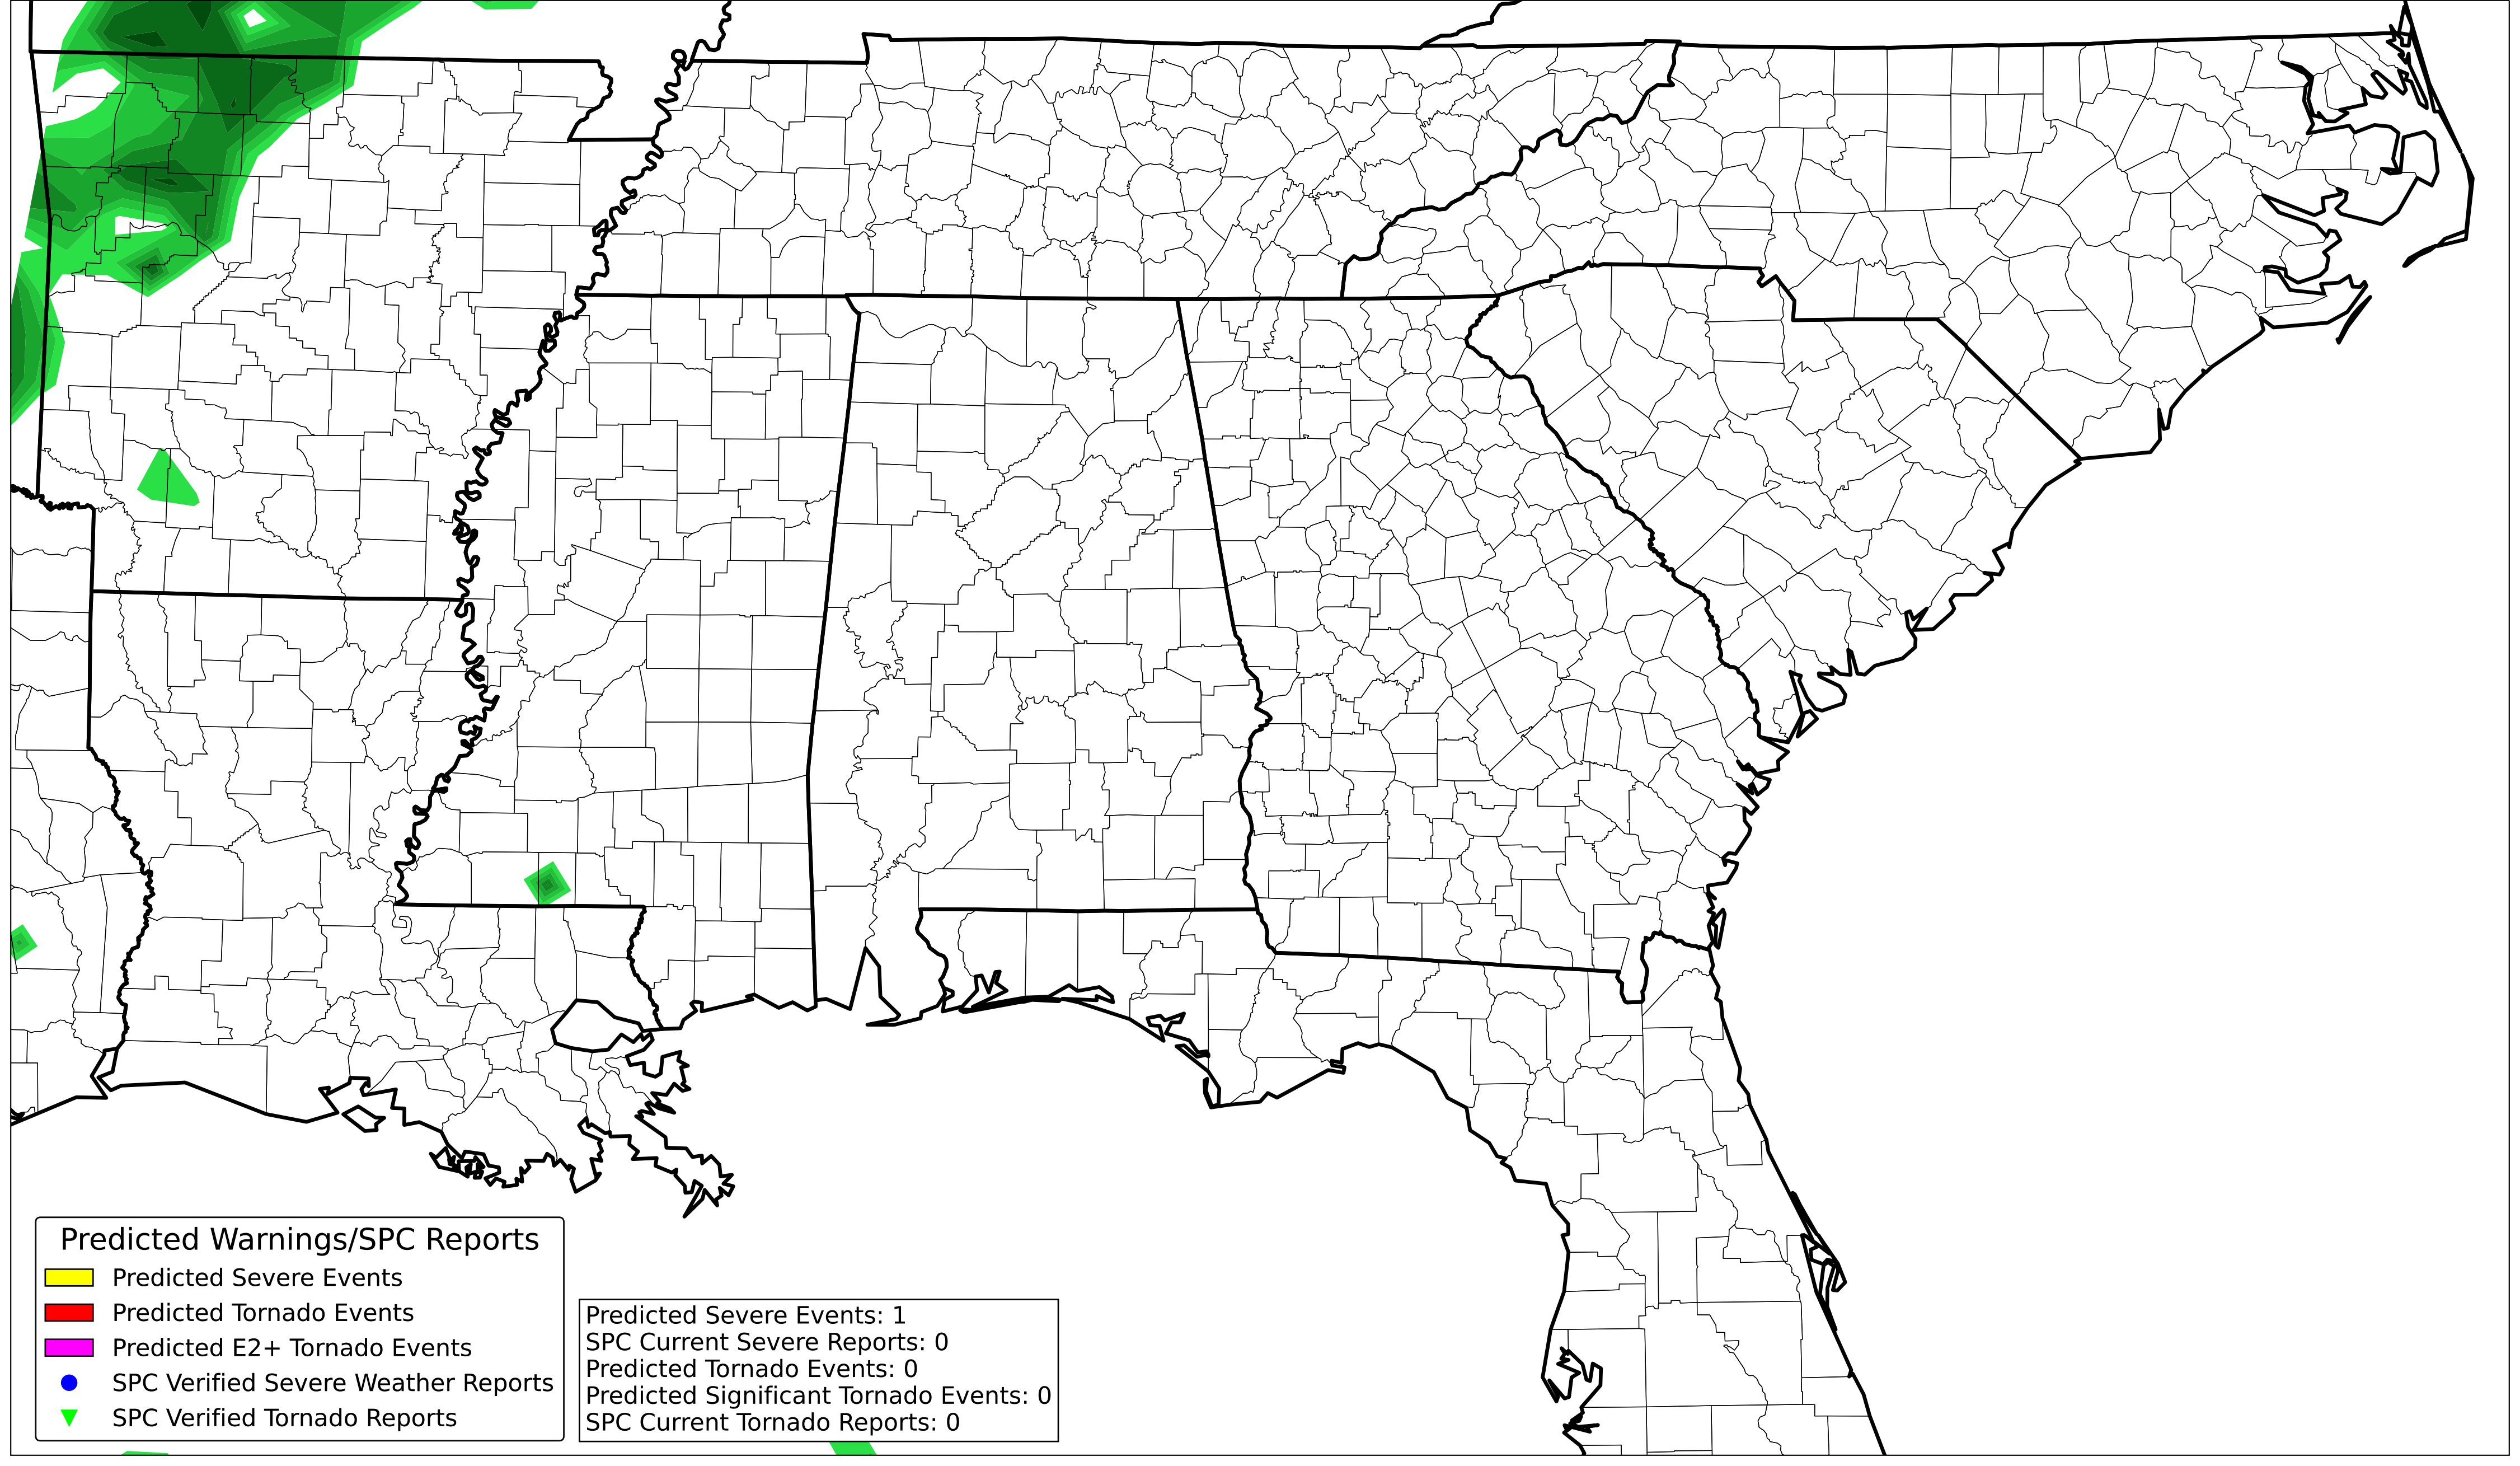 Predicted Warnings/SPC Reports
Predicted Severe Events
Predicted Tornado Events
Predicted E2+ Tornado Events
SPC Verified Severe Weather Reports
SPC Verified Tornado Reports
Predicted Severe Events: 1
SPC Current Severe Reports: 0
Predicted Tornado Events: 0
Predicted Significant Tornado Events: 0
SPC Current Tornado Reports: 0